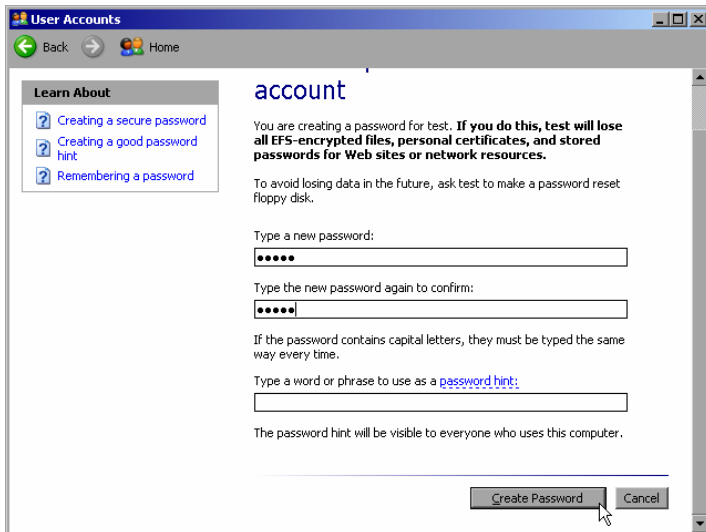 User Accounts
Back Home
Learn About
Creating a secure password
Creating a good password
hint
Remembering a password
account
You are creating a password for test. If you do this, test will lose
all EFS-encrypted files, personal certificates, and stored
passwords for Web sites or network resources.
To avoid losing data in the future, ask test to make a password reset
floppy disk.
Type a new password:
•••••
Type the new password again to confirm:
•••••
If the password contains capital letters, they must be typed the same
way every time.
Type a word or phrase to use as a password hint:
The password hint will be visible to everyone who uses this computer.
Create Password Cancel